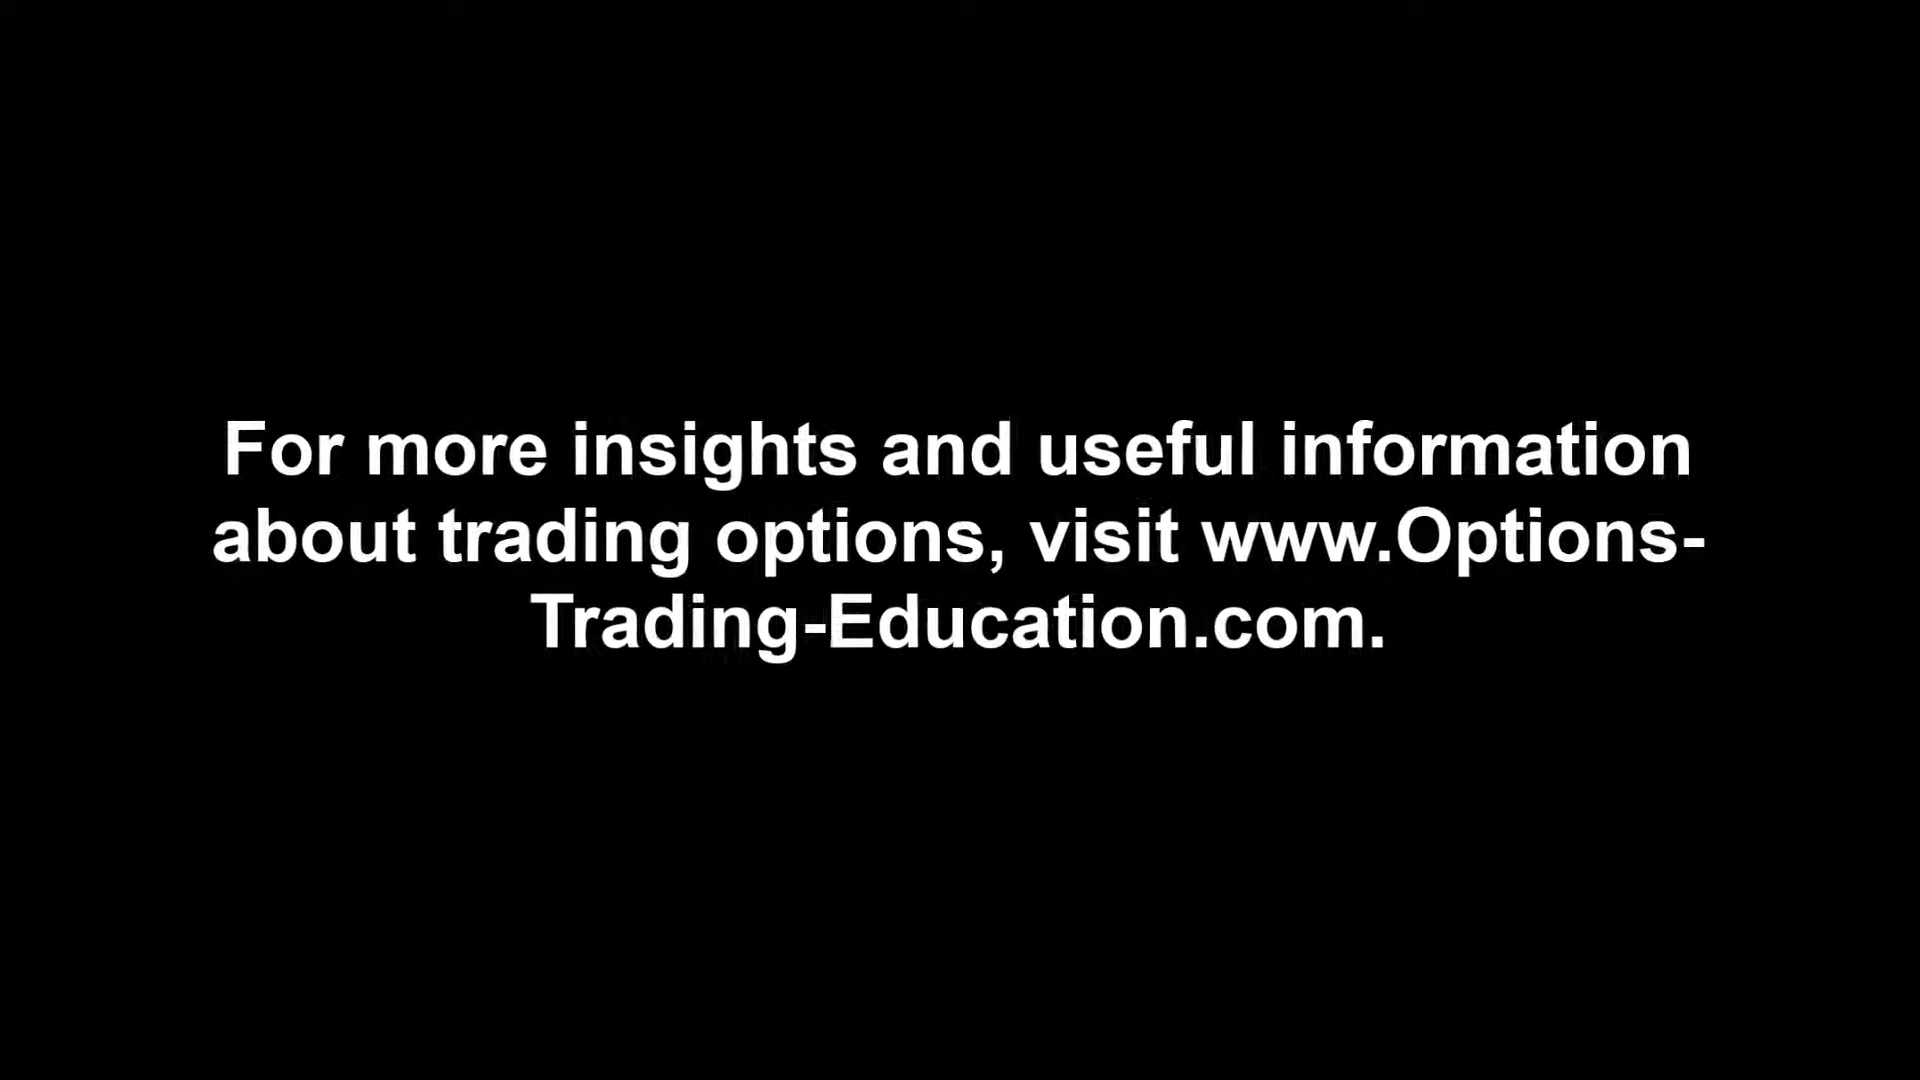 For more insights and useful information
about trading options, visit www.Options-
Trading-Education.com.